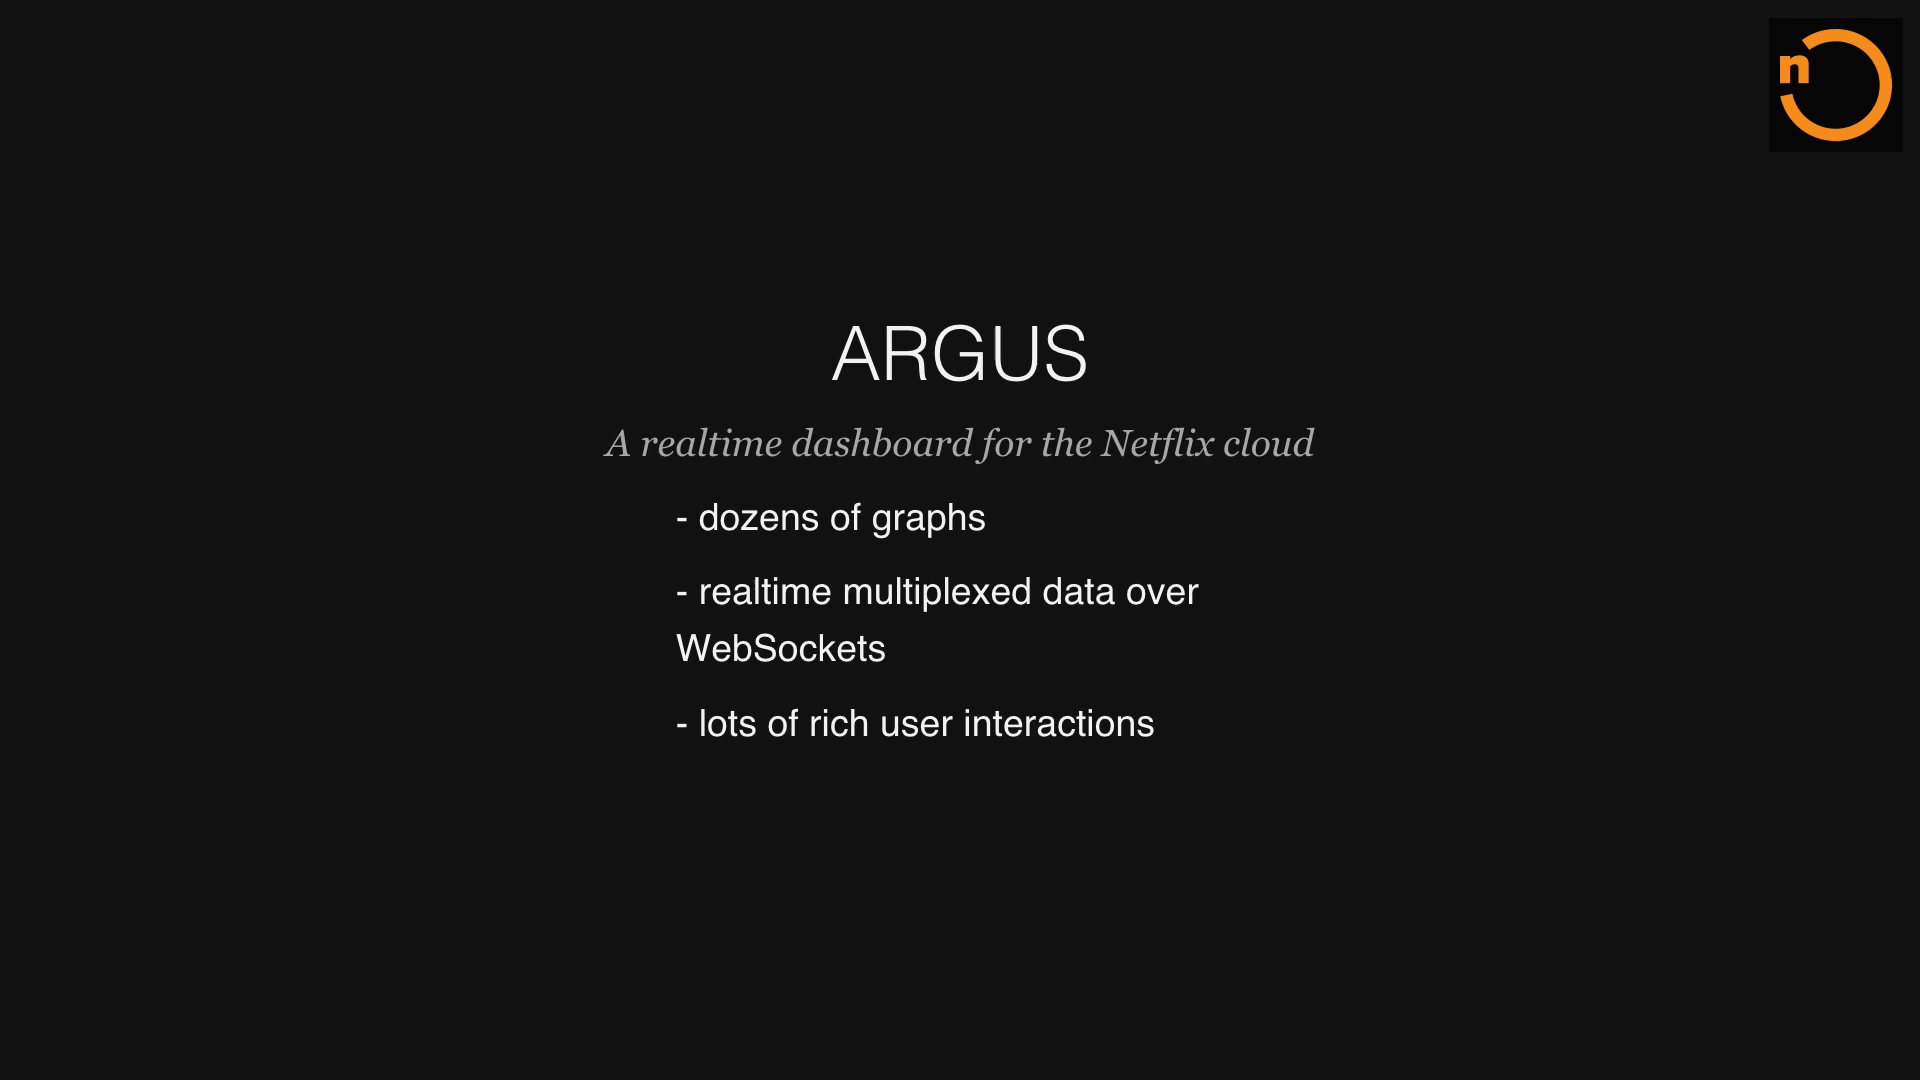 n
ARGUS
A realtime dashboard for the Netflix cloud
- dozens of graphs
- realtime multiplexed data over
WebSockets
- lots of rich user interactions